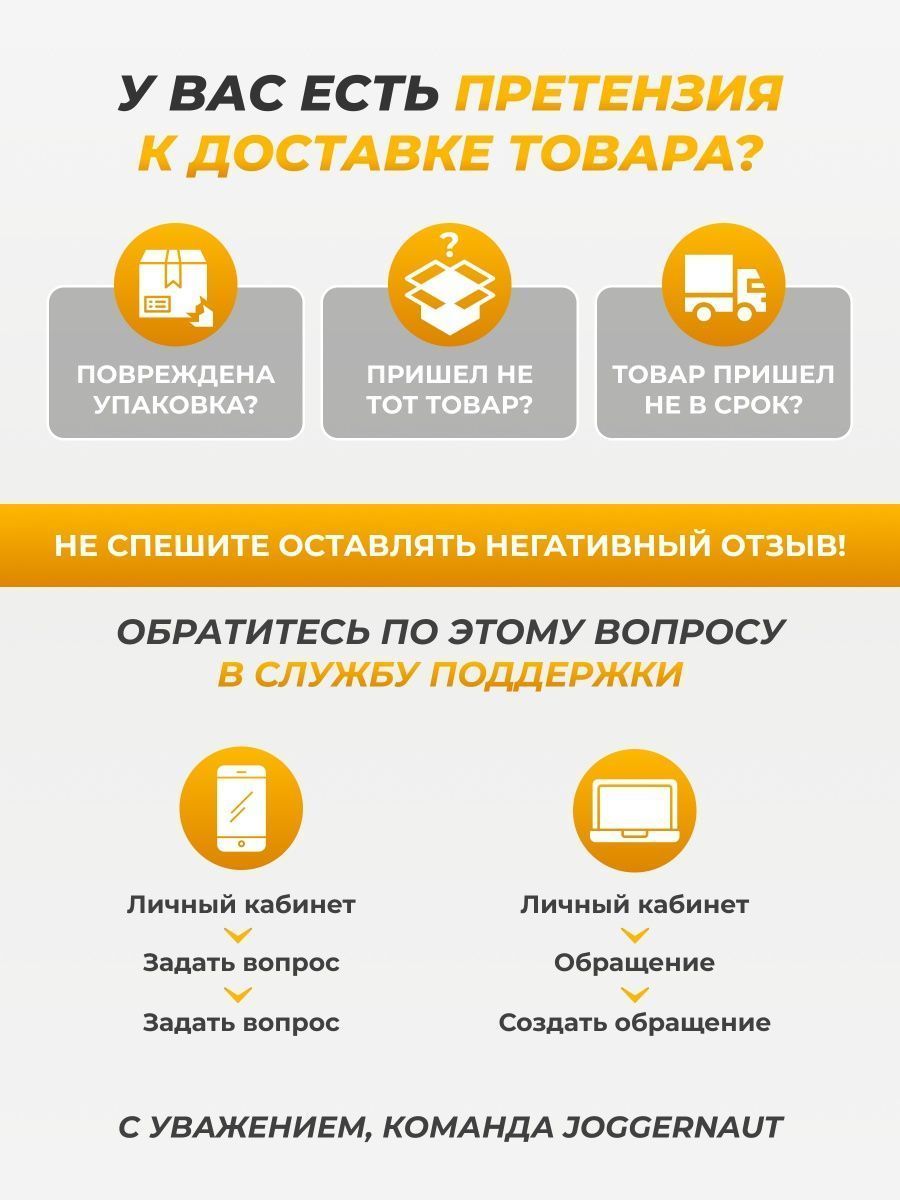 У ВАС ЕСТЬ ПРЕТЕНЗИЯ
К ДОСТАВКЕ ТОВАРА?
?
ПОВРЕЖДЕНА
УПАКОВКА?
ПРИШЕЛ НЕ
ТОТ ТОВАР?
ТОВАР ПРИШЕЛ
НЕ В СРОК?
НЕ СПЕШИТЕ ОСТАВЛЯТЬ НЕГАТИВНЫЙ ОТЗЫВ!
ОБРАТИТЕСЬ ПО ЭТОМУ ВОПРОСУ
В СЛУЖБУ ПОДДЕРЖКИ
Личный кабинет
Задать вопрос
Задать вопрос
Личный кабинет
Обращение
Создать обращение
С УВАЖЕНИЕМ, КОМАНДА JOGGERNAUT